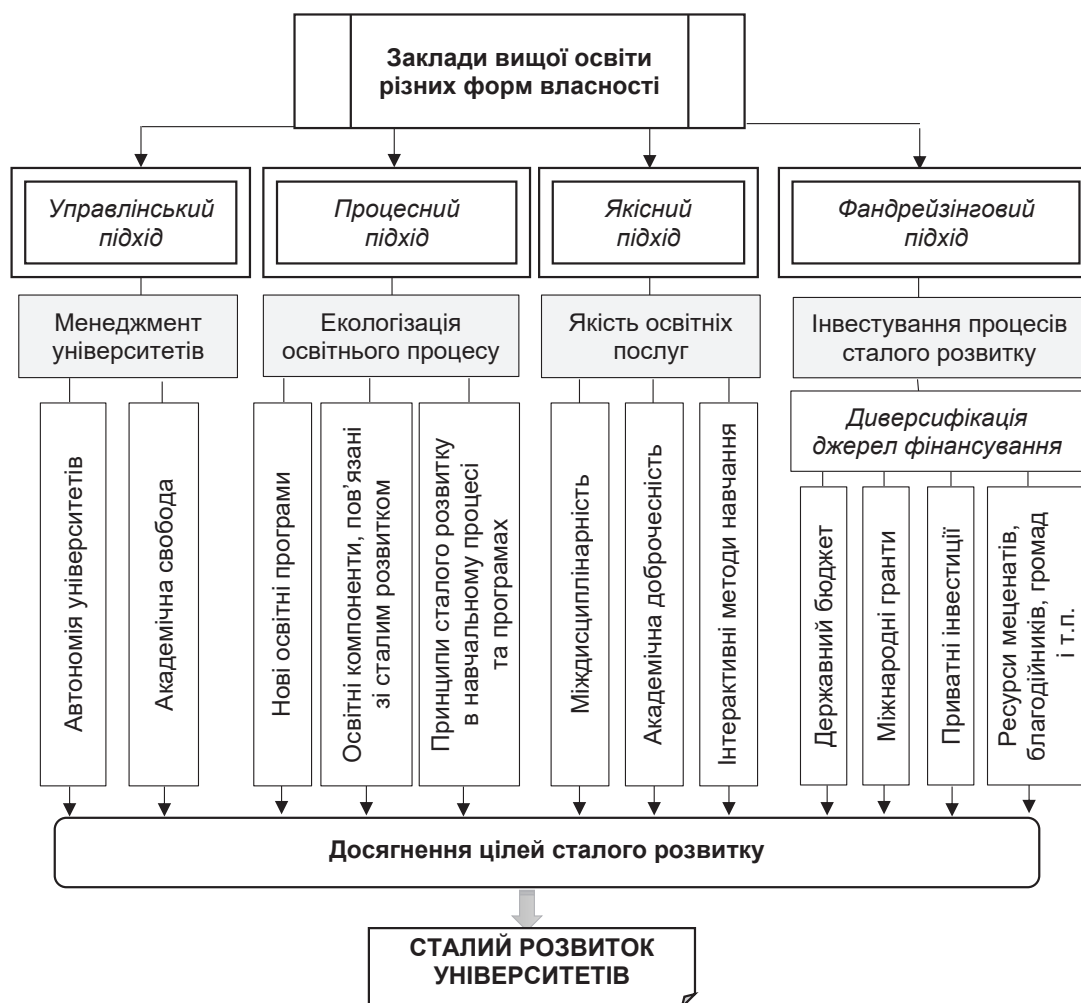 Заклади вищої освіти
різних форм власності
Управлінський
підхід
Процесний
підхід
Якісний
підхід
Фандрейзінговий
підхід
Менеджмент
університетів
Екологізація
освітнього процесу
Якість освітніх
послуг
Інвестування процесів
сталого розвитку
Диверсифікація
джерел фінансування
Автономія університетів
Академічна свобода
Нові освітні програми
Освітні компоненти, пов’язані
зі сталим розвитком
Принципи сталого розвитку
в навчальному процесі
та програмах
Міждисциплінарність
Академічна доброчесність
Інтерактивні методи навчання
Державний бюджет
Міжнародні гранти
Приватні інвестиції
Ресурси меценатів,
благодійників, громад
і т.п.
Досягнення цілей сталого розвитку
СТАЛИЙ РОЗВИТОК
УНІВЕРСИТЕТІВ